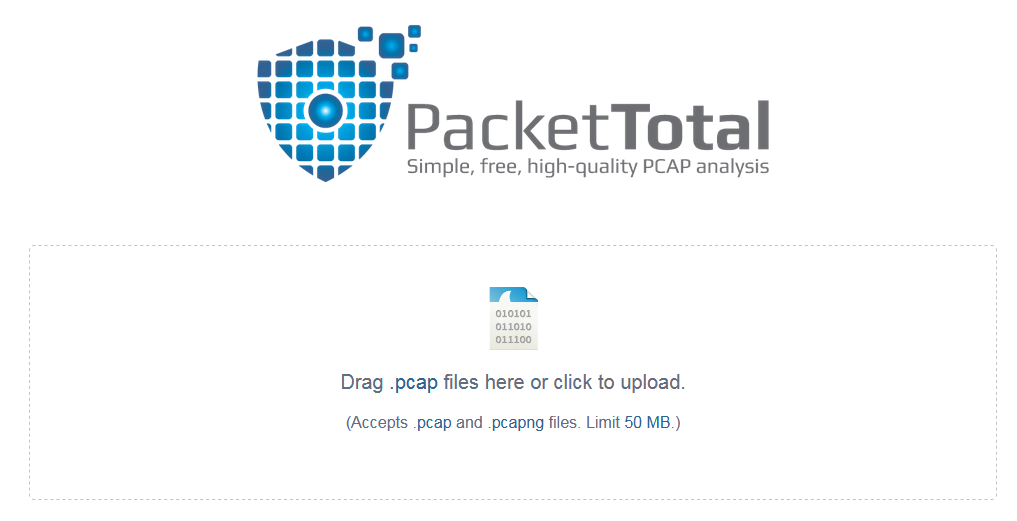 PacketTotal
Simple, free, high-quality PCAP analysis
010101
011010
011100
Drag .pcap files here or click to upload.
(Accepts .pcap and .pcapng files. Limit 50 MB.)